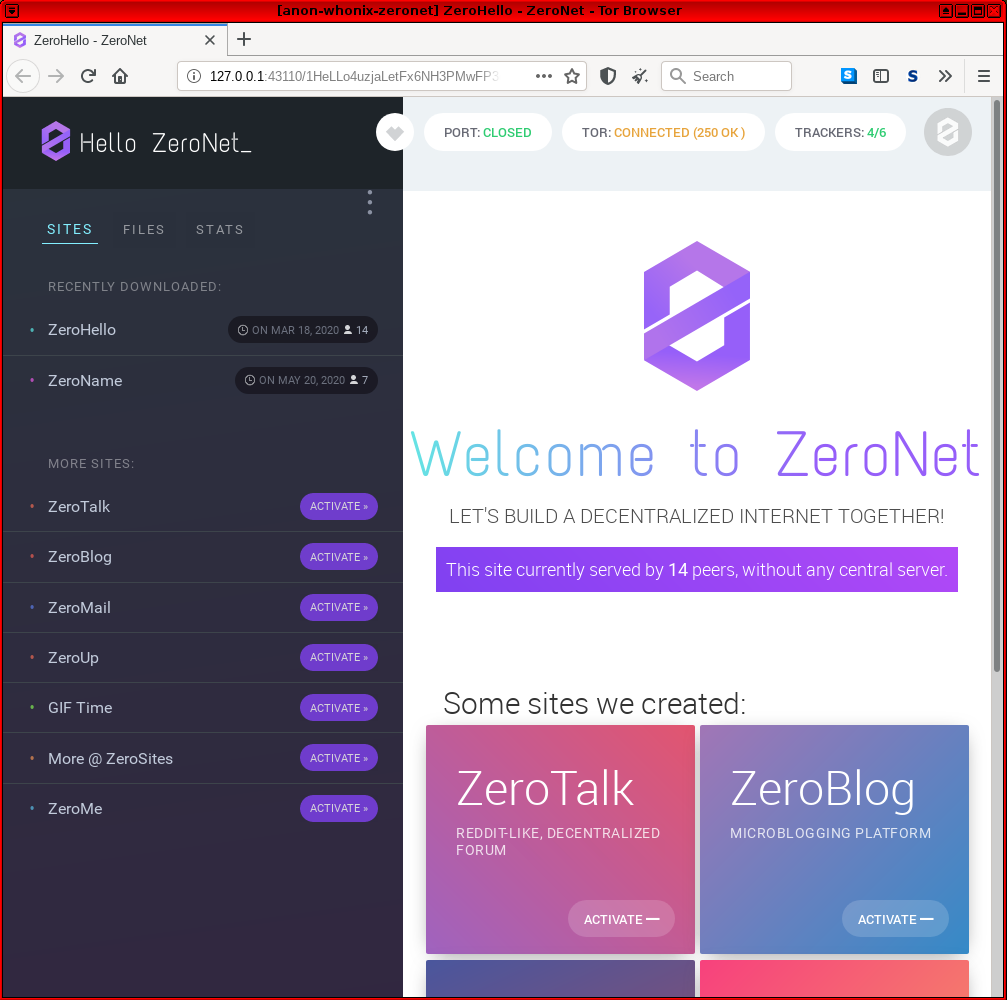 [anon-whonix-zeronet] ZeroHello - ZeroNet - Tor Browser
ZeroHello - ZeroNet
127.0.0.1:43110/1HeLLo4uzjaLetFx6NH3PMwFP3
Search
Hello ZeroNet_
PORT: CLOSED
TOR: CONNECTED (250 OK )
TRACKERS: 4/6
SITES FILES STATS
RECENTLY DOWNLOADED:
ZeroHello ON MAR 18, 2020 14
ZeroName ON MAY 20, 2020 7
MORE SITES:
ZeroTalk ACTIVATE »
ZeroBlog ACTIVATE »
ZeroMail ACTIVATE »
ZeroUp ACTIVATE »
GIF Time ACTIVATE »
More @ ZeroSites ACTIVATE »
ZeroMe ACTIVATE »
Welcome to ZeroNet
LET'S BUILD A DECENTRALIZED INTERNET TOGETHER!
This site currently served by 14 peers, without any central server.
Some sites we created:
ZeroTalk
REDDIT-LIKE, DECENTRALIZED
FORUM
ACTIVATE —
ZeroBlog
MICROBLOGGING PLATFORM
ACTIVATE —